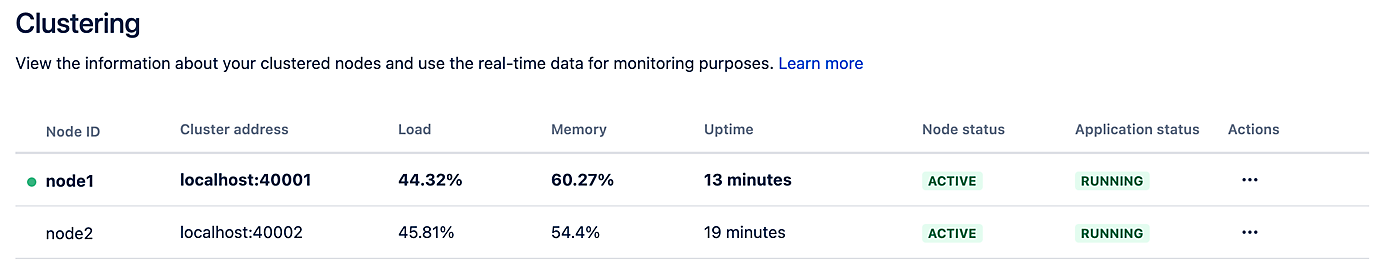 Clustering
View the information about your clustered nodes and use the real-time data for monitoring purposes. Learn more
Node ID Cluster address Load Memory Uptime Node status Application status Actions
node1 localhost:40001 44.32% 60.27% 13 minutes ACTIVE RUNNING ···
node2 localhost:40002 45.81% 54.4% 19 minutes ACTIVE RUNNING ···